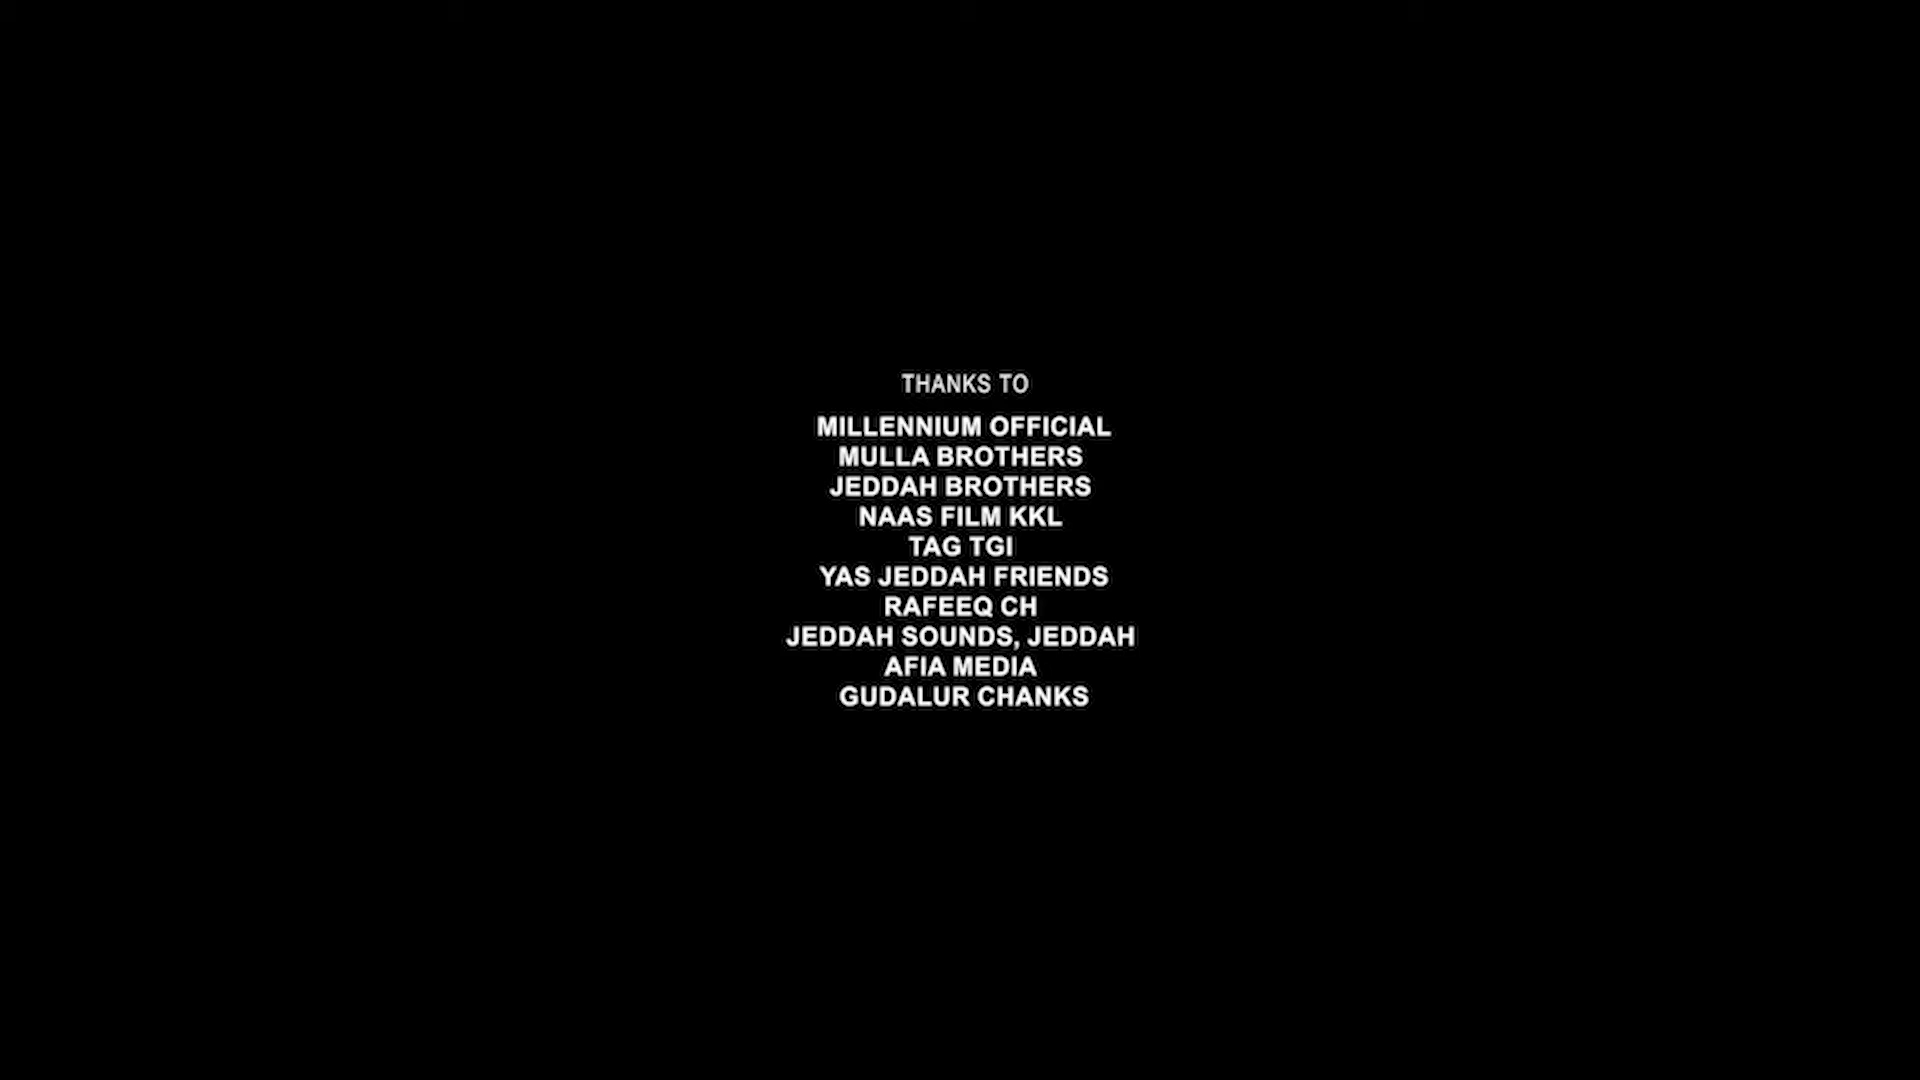 THANKS TO
MILLENNIUM OFFICIAL
MULLA BROTHERS
JEDDAH BROTHERS
NAAS FILM KKL
TAG TGI
YAS JEDDAH FRIENDS
RAFEEQ CH
JEDDAH SOUNDS, JEDDAH
AFIA MEDIA
GUDALUR CHANKS